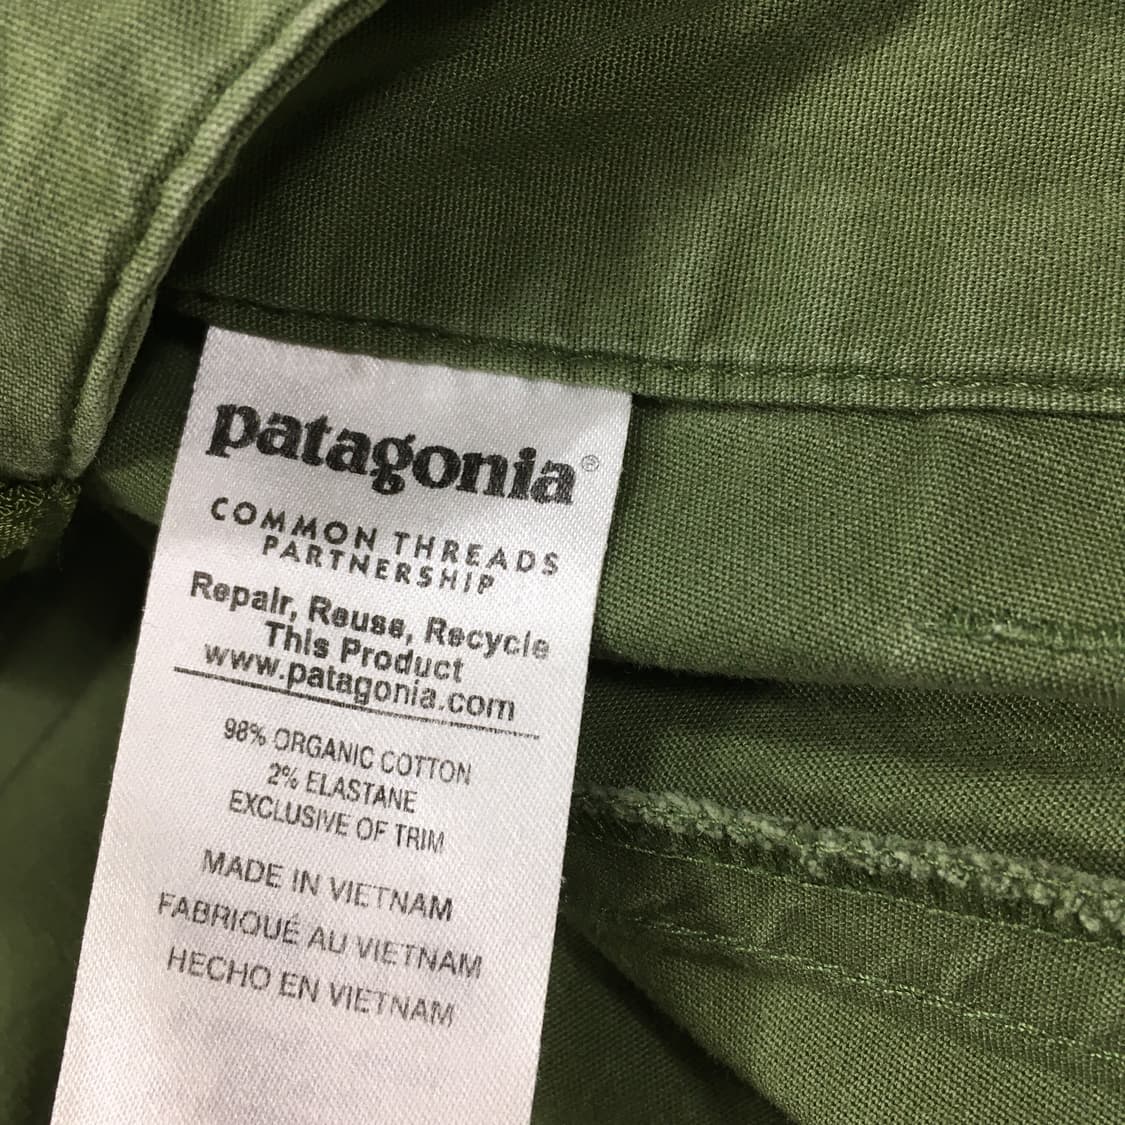 patagonia®
COMMON THREADS
PARTNERSHIP
Repair, Reuse, Recycle
This Product
www.patagonia.com
98% ORGANIC COTTON
2% ELASTANE
EXCLUSIVE OF TRIM
MADE IN VIETNAM
FABRIQUÉ AU VIETNAM
HECHO EN VIETNAM